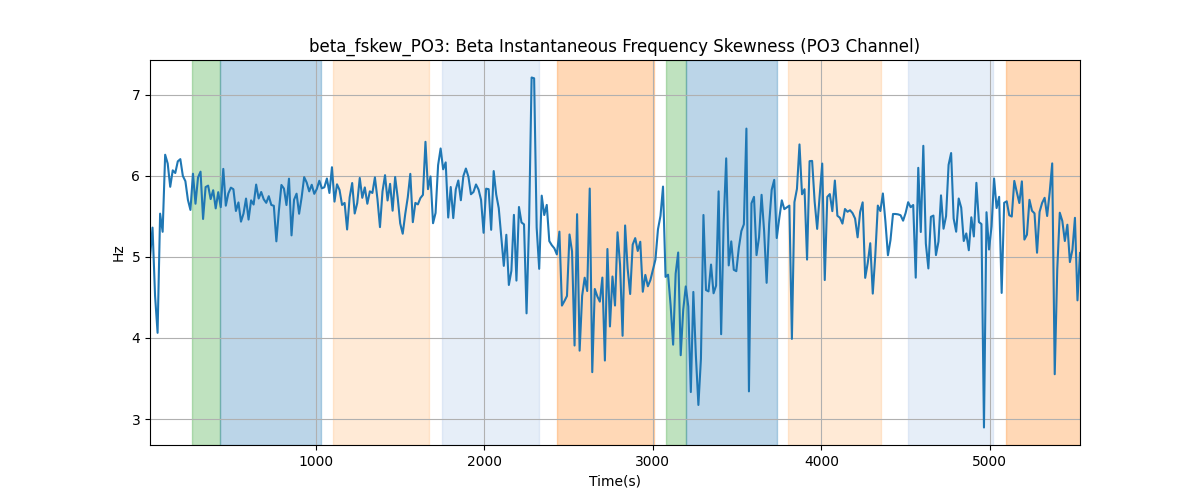 beta_fskew_PO3: Beta Instantaneous Frequency Skewness (PO3 Channel)
7
6
5
4
3
Hz
1000 2000 3000 4000 5000
Time(s)